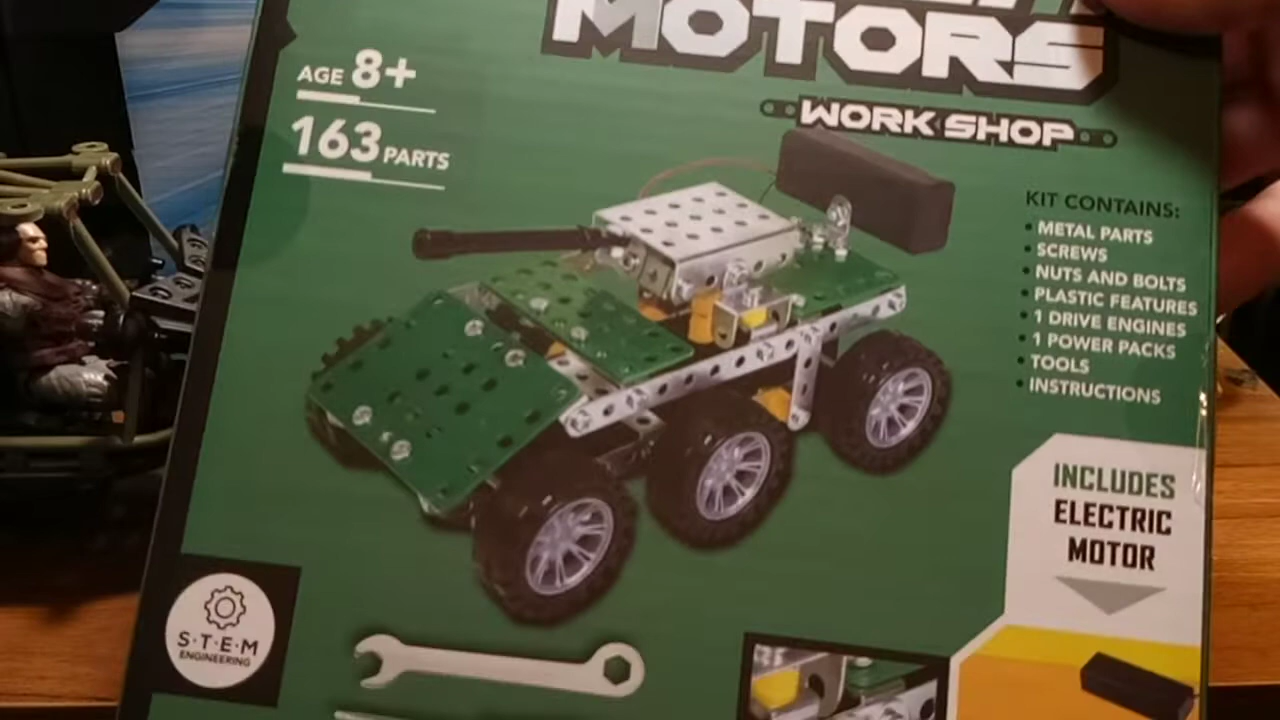 MOTORS
WORK SHOP
AGE 8+
163 PARTS
KIT CONTAINS:
• METAL PARTS
• SCREWS
• NUTS AND BOLTS
• PLASTIC FEATURES
• 1 DRIVE ENGINES
• 1 POWER PACKS
• TOOLS
• INSTRUCTIONS
INCLUDES
ELECTRIC
MOTOR
S·T·E·M
ENGINEERING